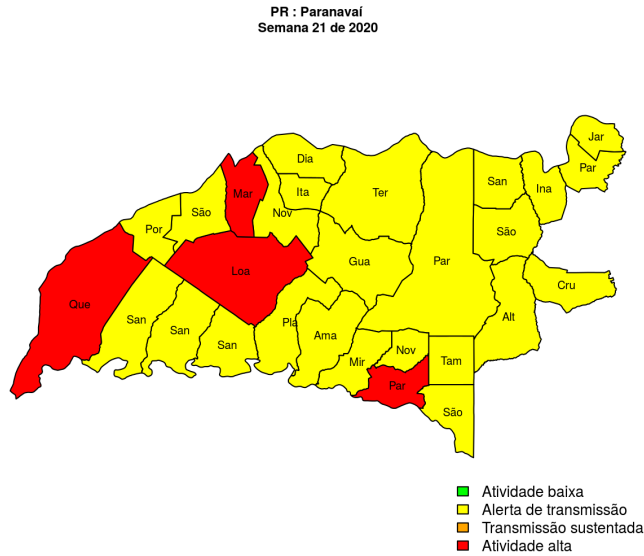 PR : Paranavaí
Semana 21 de 2020
Jar
Dia
Par
Mar
Ita
Ter
San
Ina
São
Nov
Por
São
Loa
Gua
Par
Cru
Que
San
San
San
Pla
Ama
Alt
Mir
Nov
Tam
Par
São
Atividade baixa
Alerta de transmissão
Transmissão sustentada
Atividade alta